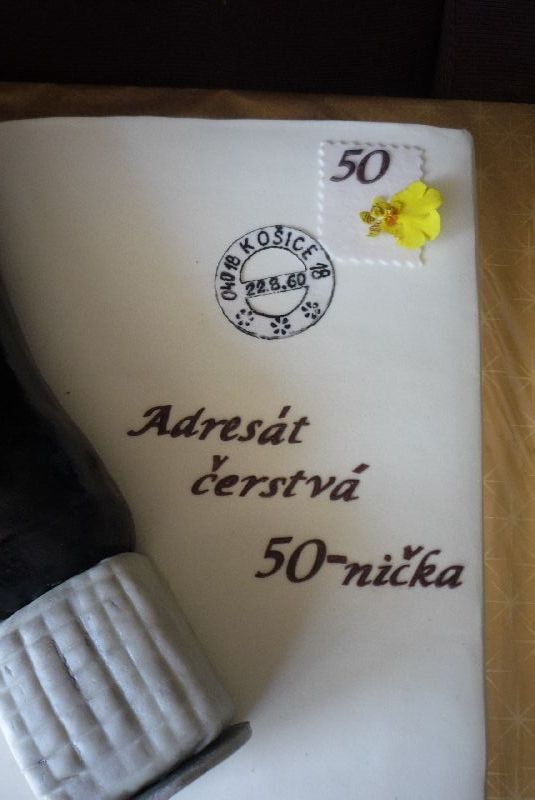 50
04018 KOŠICE 18
22.8.60
Adresát
čerstvá
50-nička